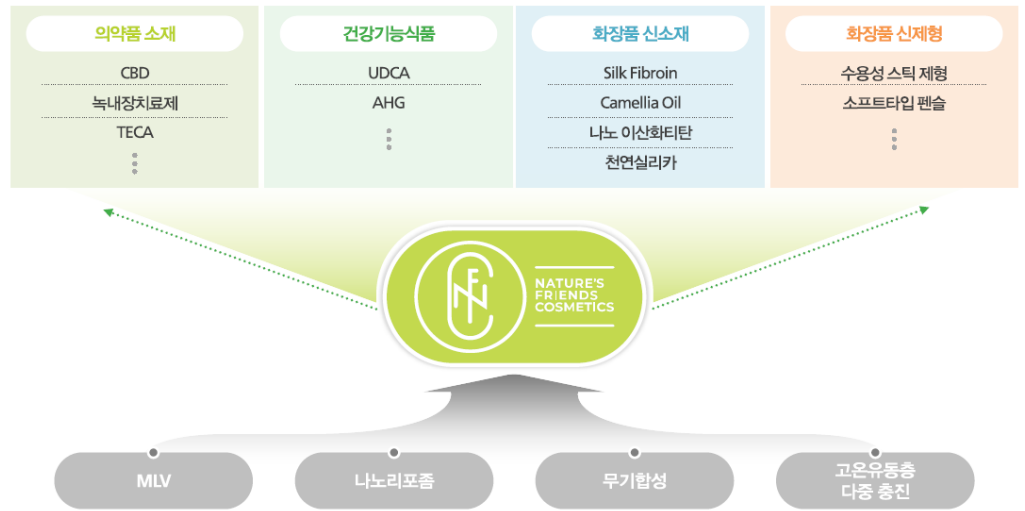 의약품 소재
CBD
녹내장치료제
TECA
건강기능식품
UDCA
AHG
화장품 신소재
Silk Fibroin
Camellia Oil
나노 이산화티탄
천연실리카
화장품 신제형
수용성 스틱 제형
소프트타입 펜슬
NATURE'S
FRIENDS
COSMETICS
MLV
나노리포좀
무기합성
고온유동층
다중 충진